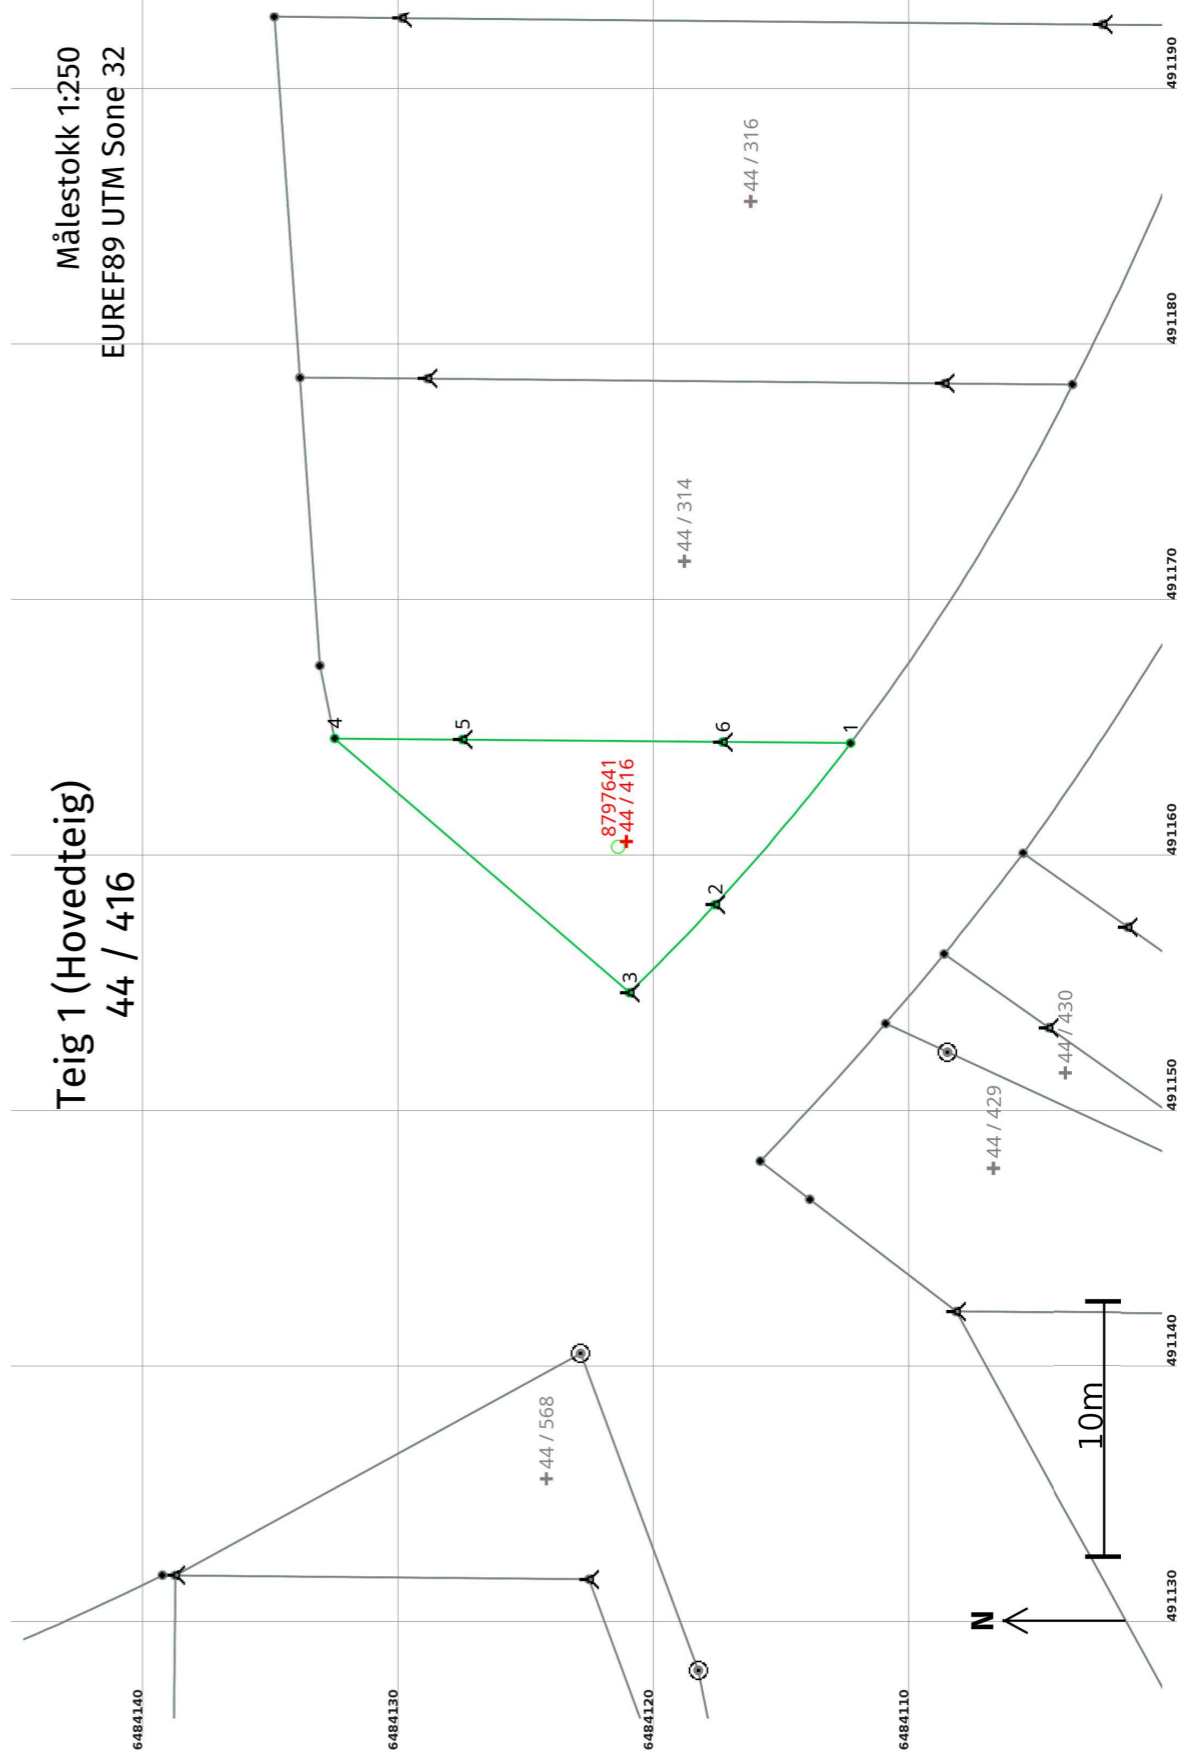 Teig 1 (Hovedteig)
44 / 416
Målestokk 1:250
EUREF89 UTM Sone 32
6484140
6484130
6484120
6484110
+44 / 568
+44 / 429
+44 / 430
8797641
+44 / 416
+44 / 314
+44 / 316
1
2
3
4
5
6
N
10m
491130
491140
491150
491160
491170
491180
491190